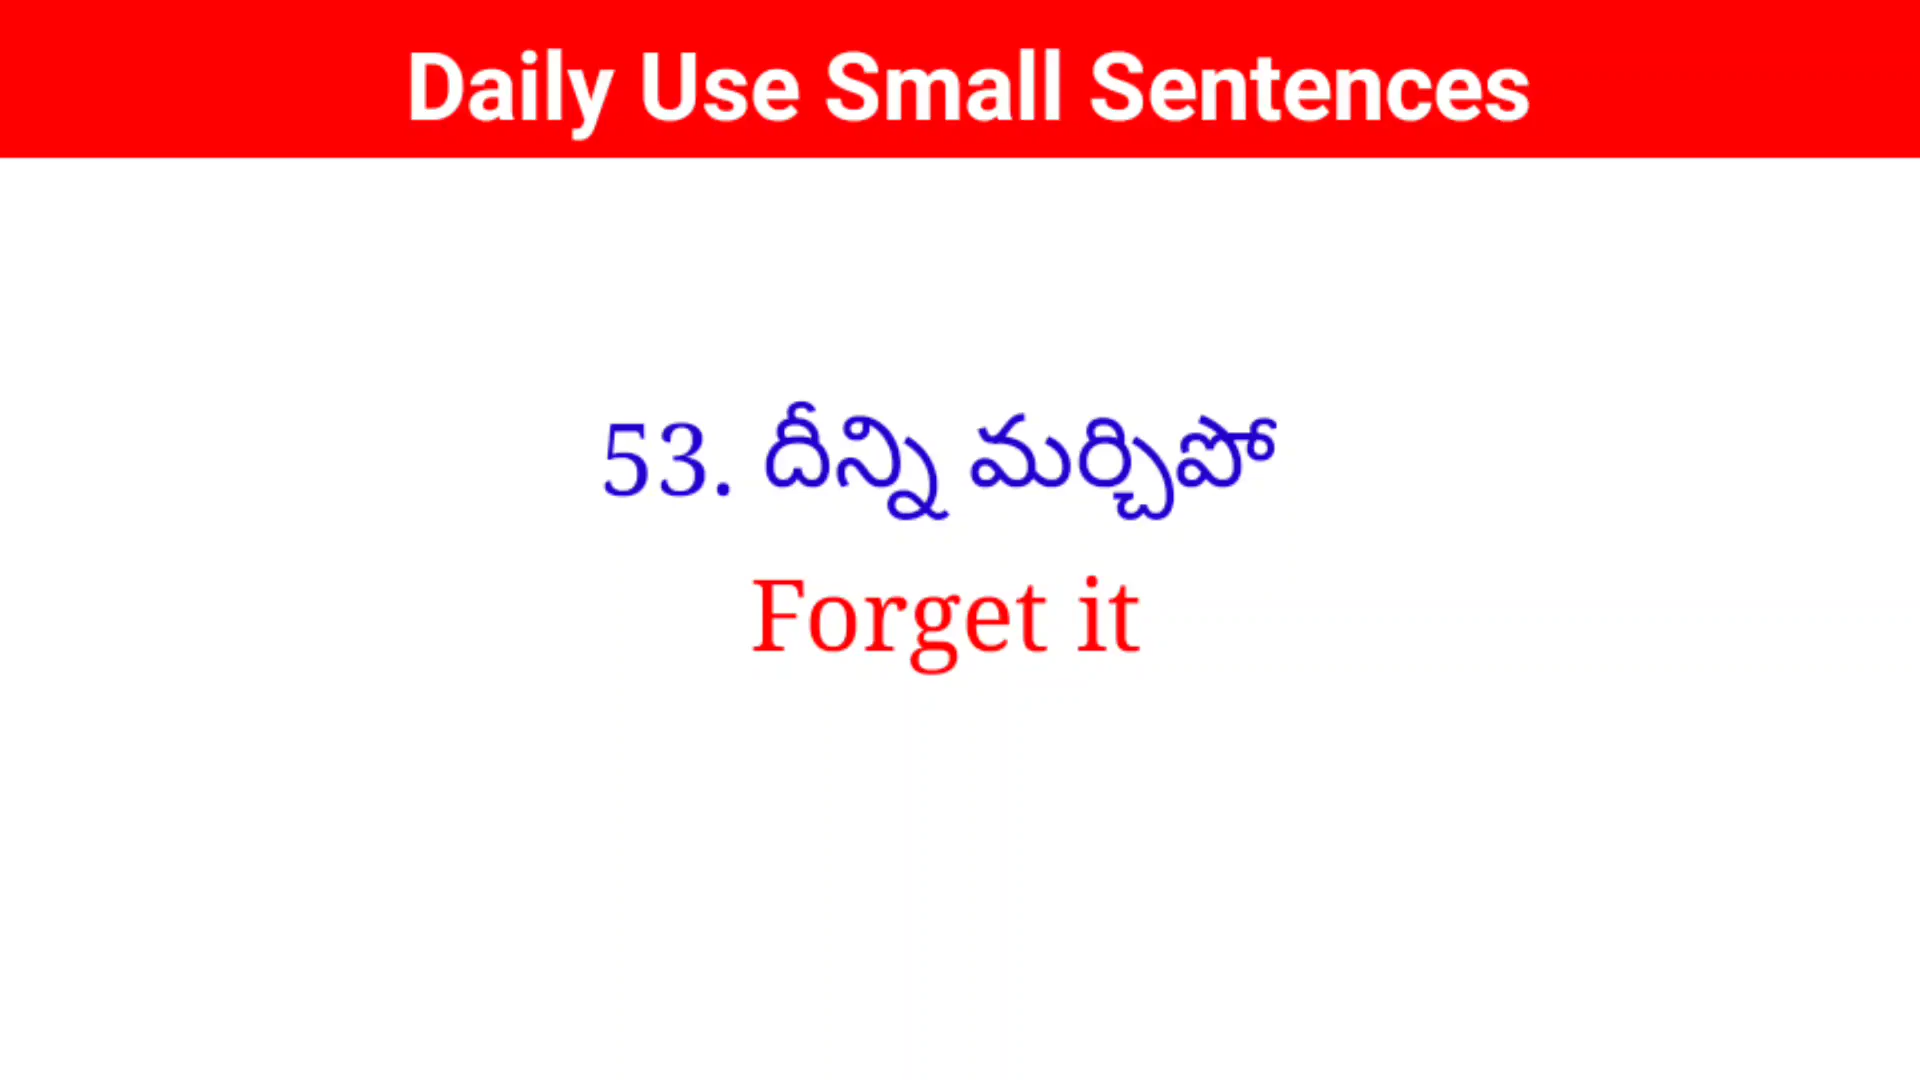 Daily Use Small Sentences
53. దీన్ని మర్చిపో
Forget it